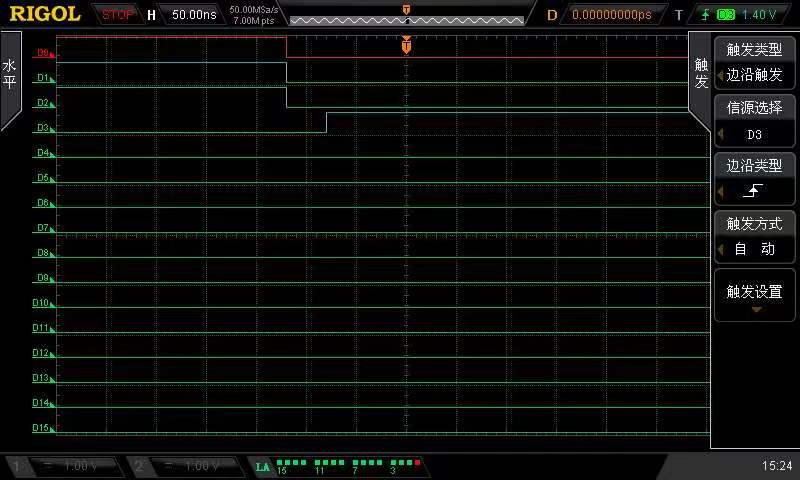 RIGOL STOP H 50.00ns 50.00MSa/s 7.00M pts T D 0.00000000ps T D3 1.40 V
水平
触发
T
触发类型
边沿触发
信源选择
D3
边沿类型
触发方式
自 动
触发设置
D0
D1
D2
D3
D4
D5
D6
D7
D8
D9
D10
D11
D12
D13
D14
D15
1 = 1.00 V 2 = 1.00 V LA 15 11 7 3 15:24